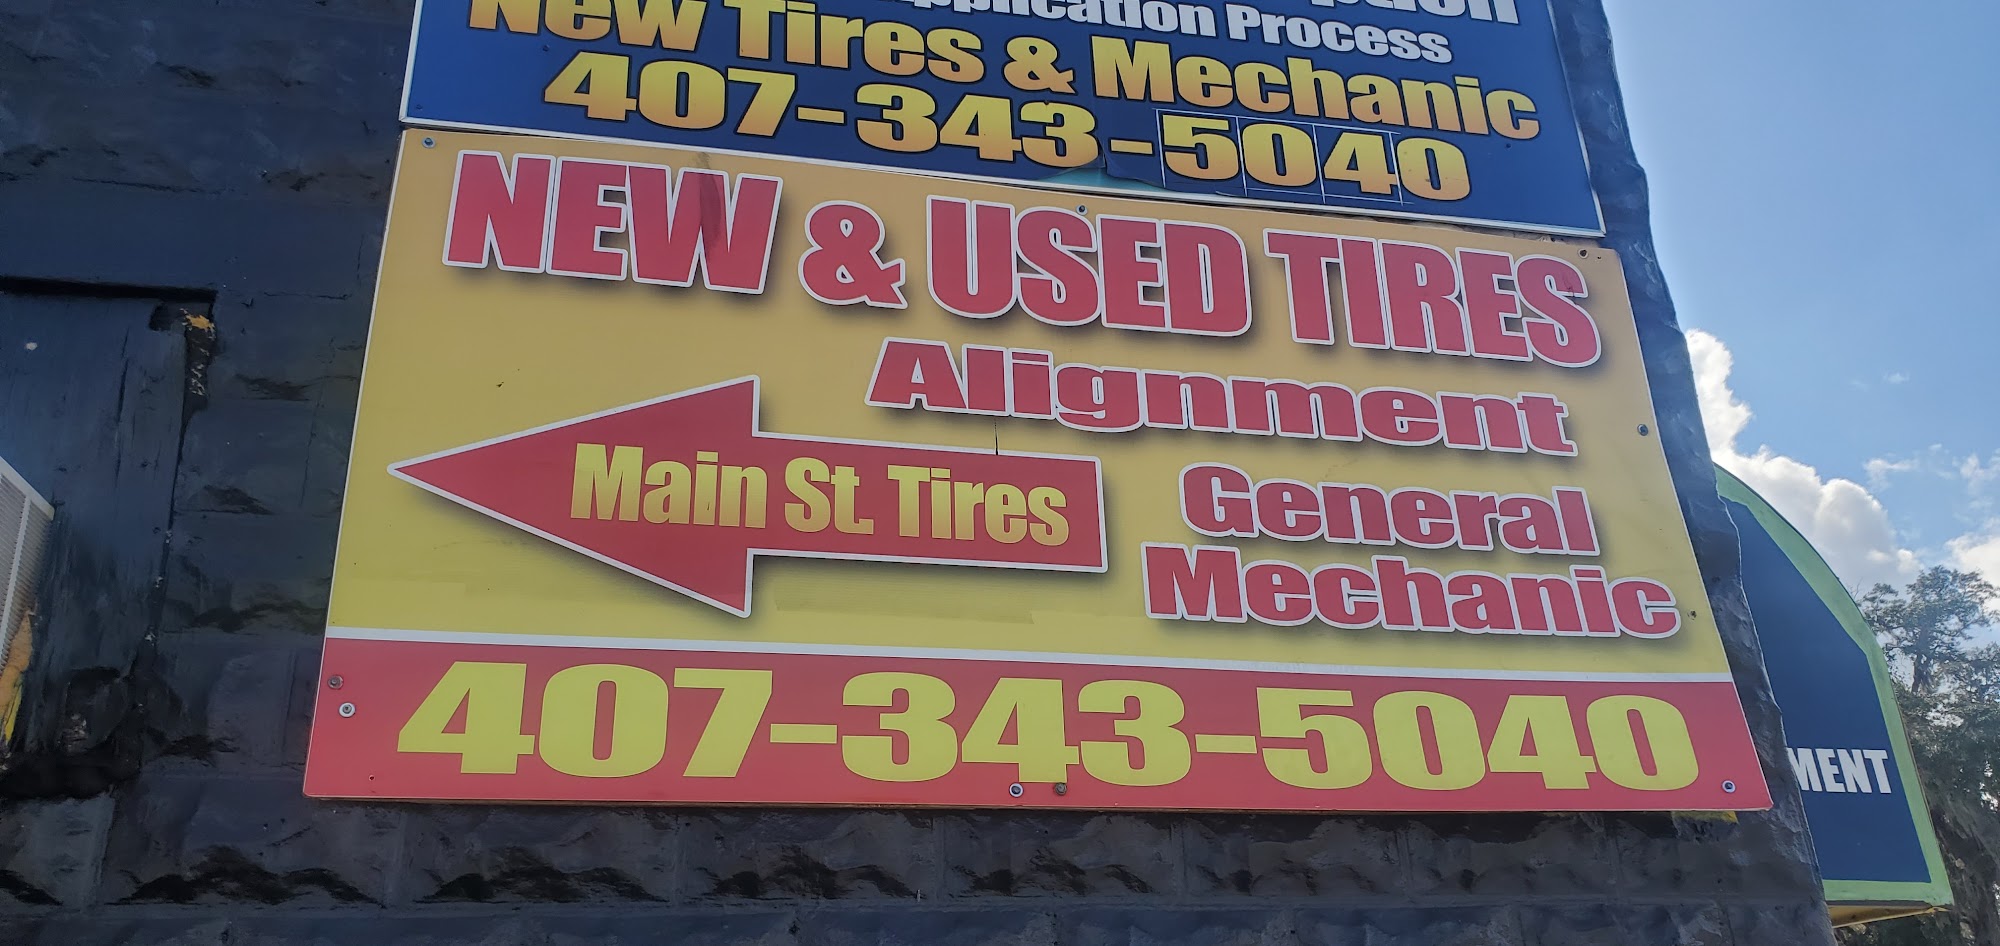 Application Process
New Tires & Mechanic
407-343-5040
NEW & USED TIRES
Alignment
Main St. Tires
General
Mechanic
407-343-5040